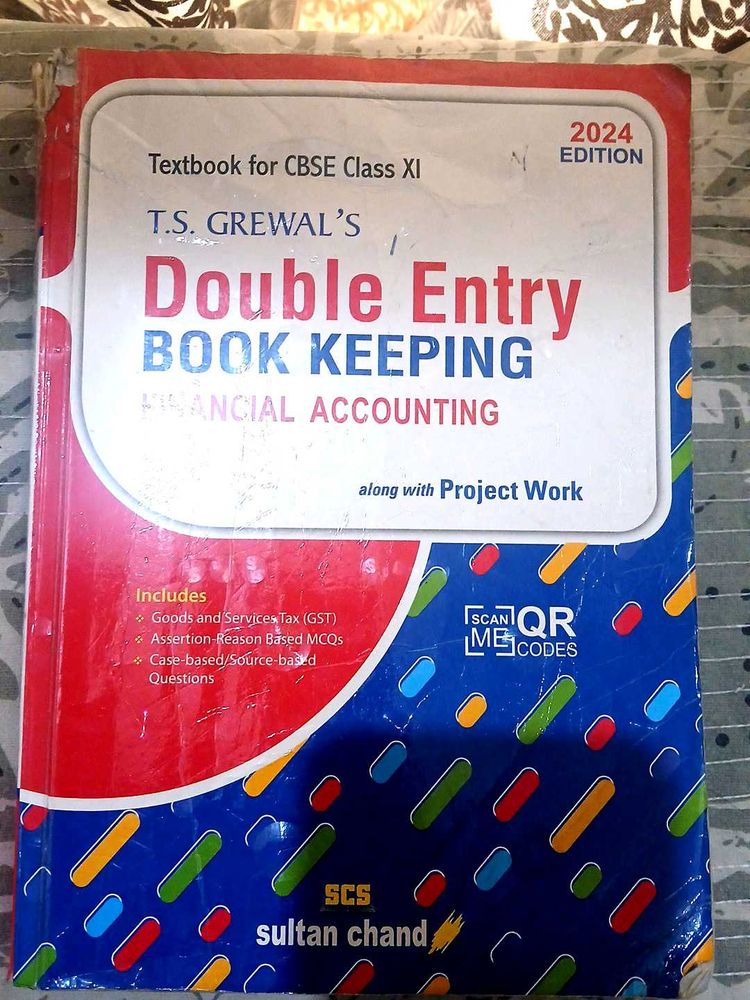 2024
EDITION
Textbook for CBSE Class XI
T.S. GREWAL'S
Double Entry
BOOK KEEPING
FINANCIAL ACCOUNTING
along with Project Work
Includes
Goods and Services Tax (GST)
Assertion-Reason Based MCQs
Case-based/Source-based
Questions
SCAN
ME
QR
CODES
SCS
sultan chand